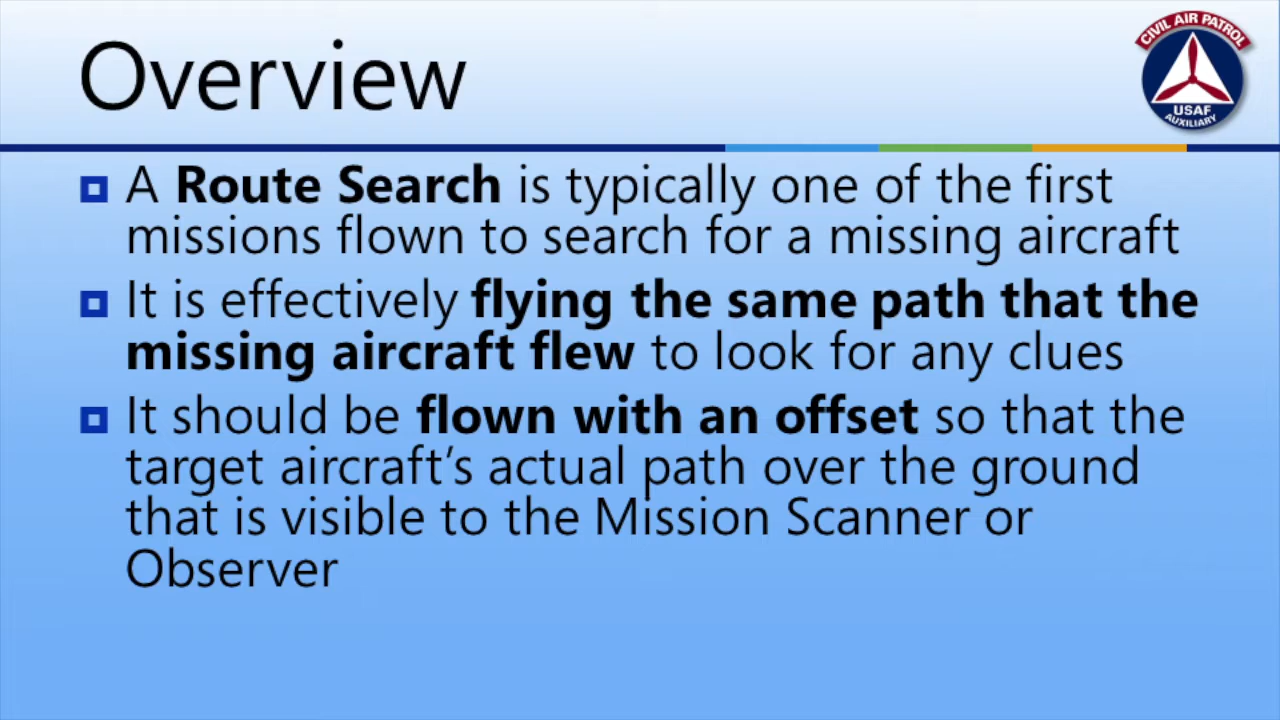 Overview
CIVIL AIR PATROL
USAF
AUXILIARY
A Route Search is typically one of the first
missions flown to search for a missing aircraft
It is effectively flying the same path that the
missing aircraft flew to look for any clues
It should be flown with an offset so that the
target aircraft’s actual path over the ground
that is visible to the Mission Scanner or
Observer